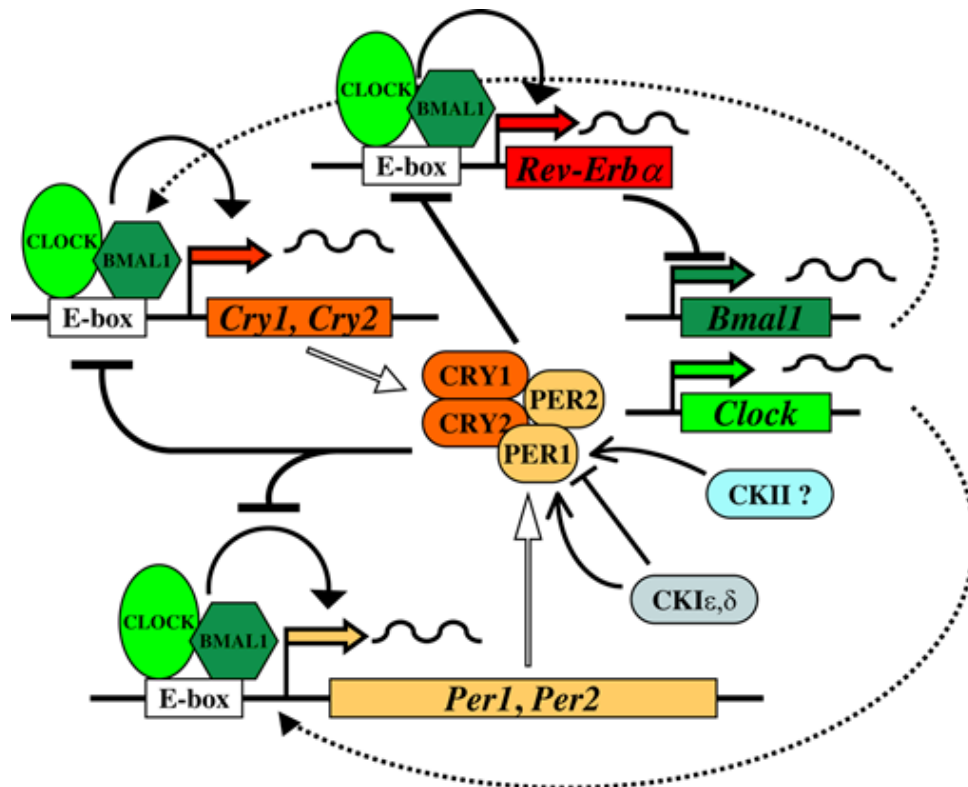 CLOCK
BMAL1
E-box
Rev-Erbα
CLOCK
BMAL1
E-box
Cry1, Cry2
Bmal1
CRY1
PER2
CRY2
PER1
Clock
CKII ?
CKIε,δ
CLOCK
BMAL1
E-box
Per1, Per2